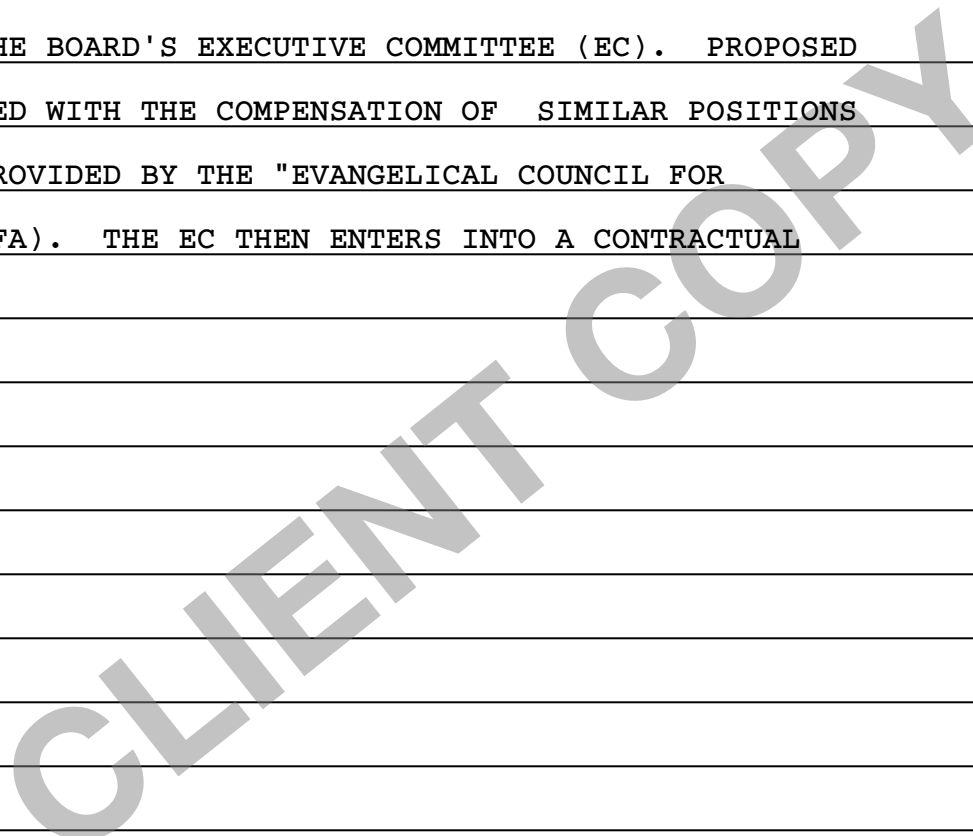 HE BOARD'S EXECUTIVE COMMITTEE (EC).  PROPOSED
ED WITH THE COMPENSATION OF  SIMILAR POSITIONS
ROVIDED BY THE "EVANGELICAL COUNCIL FOR
FA).  THE EC THEN ENTERS INTO A CONTRACTUAL
CLIENT COPY